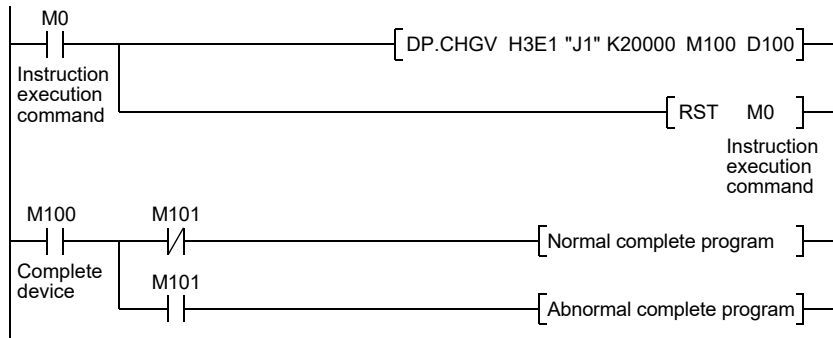 M0
DP.CHGV H3E1 "J1" K20000 M100 D100
Instruction
execution
command
RST M0
Instruction
execution
command
M100
M101
Normal complete program
Complete
device
M101
Abnormal complete program